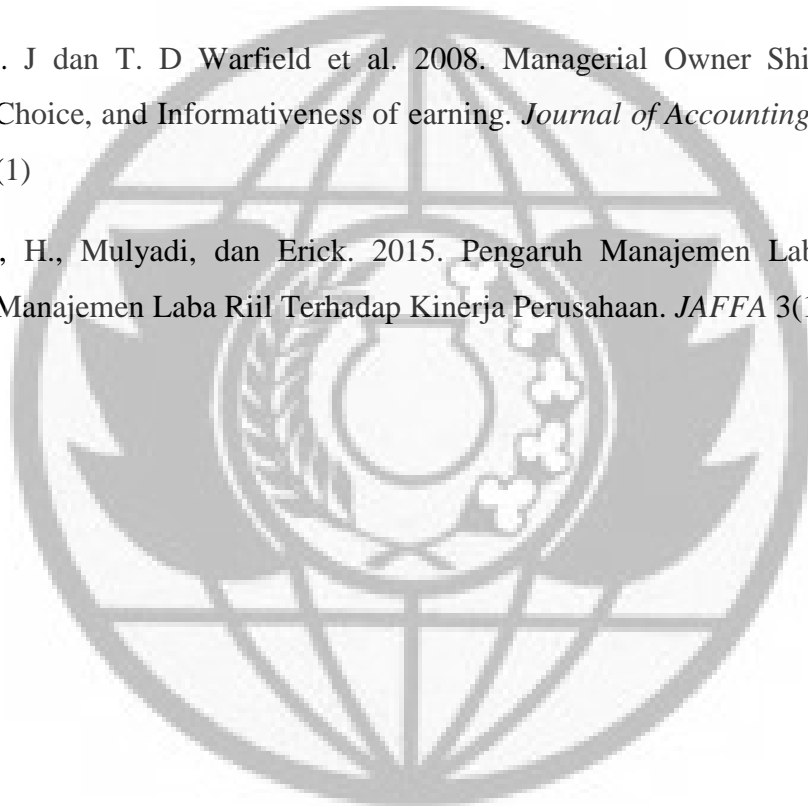 . J dan T. D Warfield et al. 2008. Managerial Owner Shi
Choice, and Informativeness of earning. Journal of Accounting
(1)
, H., Mulyadi, dan Erick. 2015. Pengaruh Manajemen Lab
Manajemen Laba Riil Terhadap Kinerja Perusahaan. JAFFA 3(1